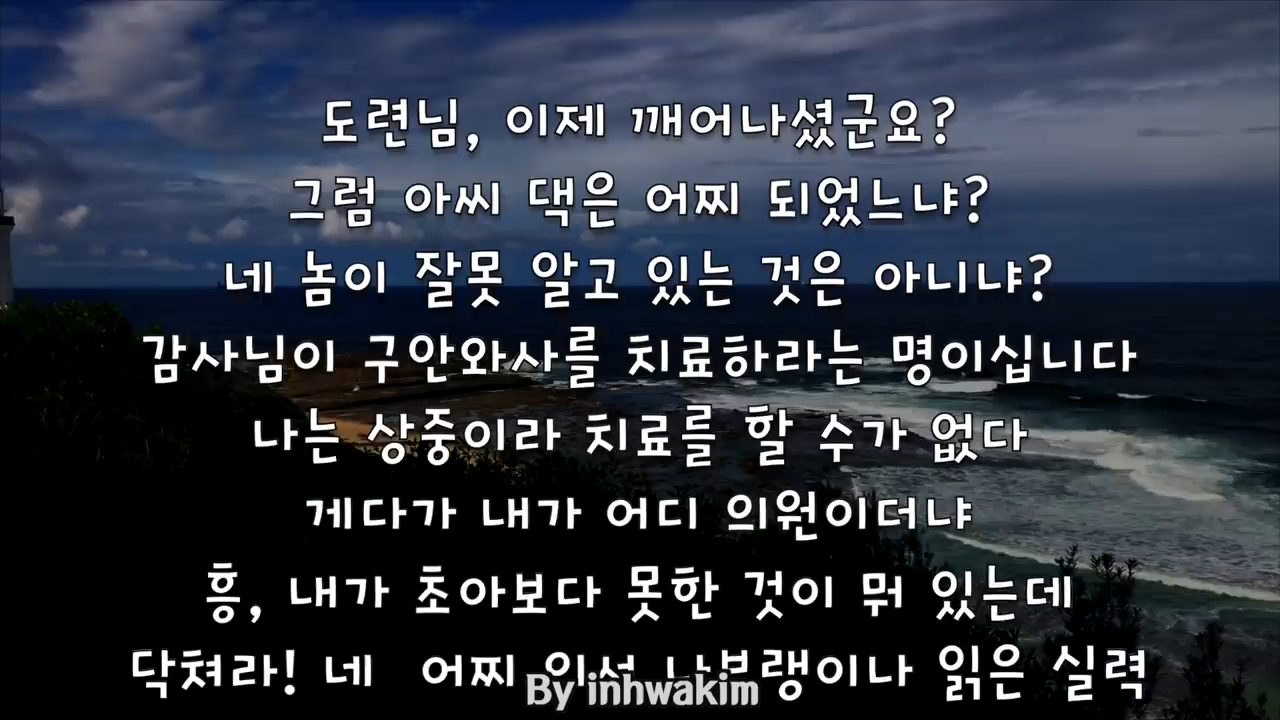 도련님, 이제 깨어나셨군요?
그럼 아씨 댁은 어찌 되었느냐?
네 놈이 잘못 알고 있는 것은 아니냐?
감사님이 구안와사를 치료하라는 명이십니다
나는 상중이라 치료를 할 수가 없다
게다가 내가 어디 의원이더냐
흥, 내가 초아보다 못한 것이 뭐 있는데
닥쳐라! 네 어찌 읽은 실력
By inhwakim